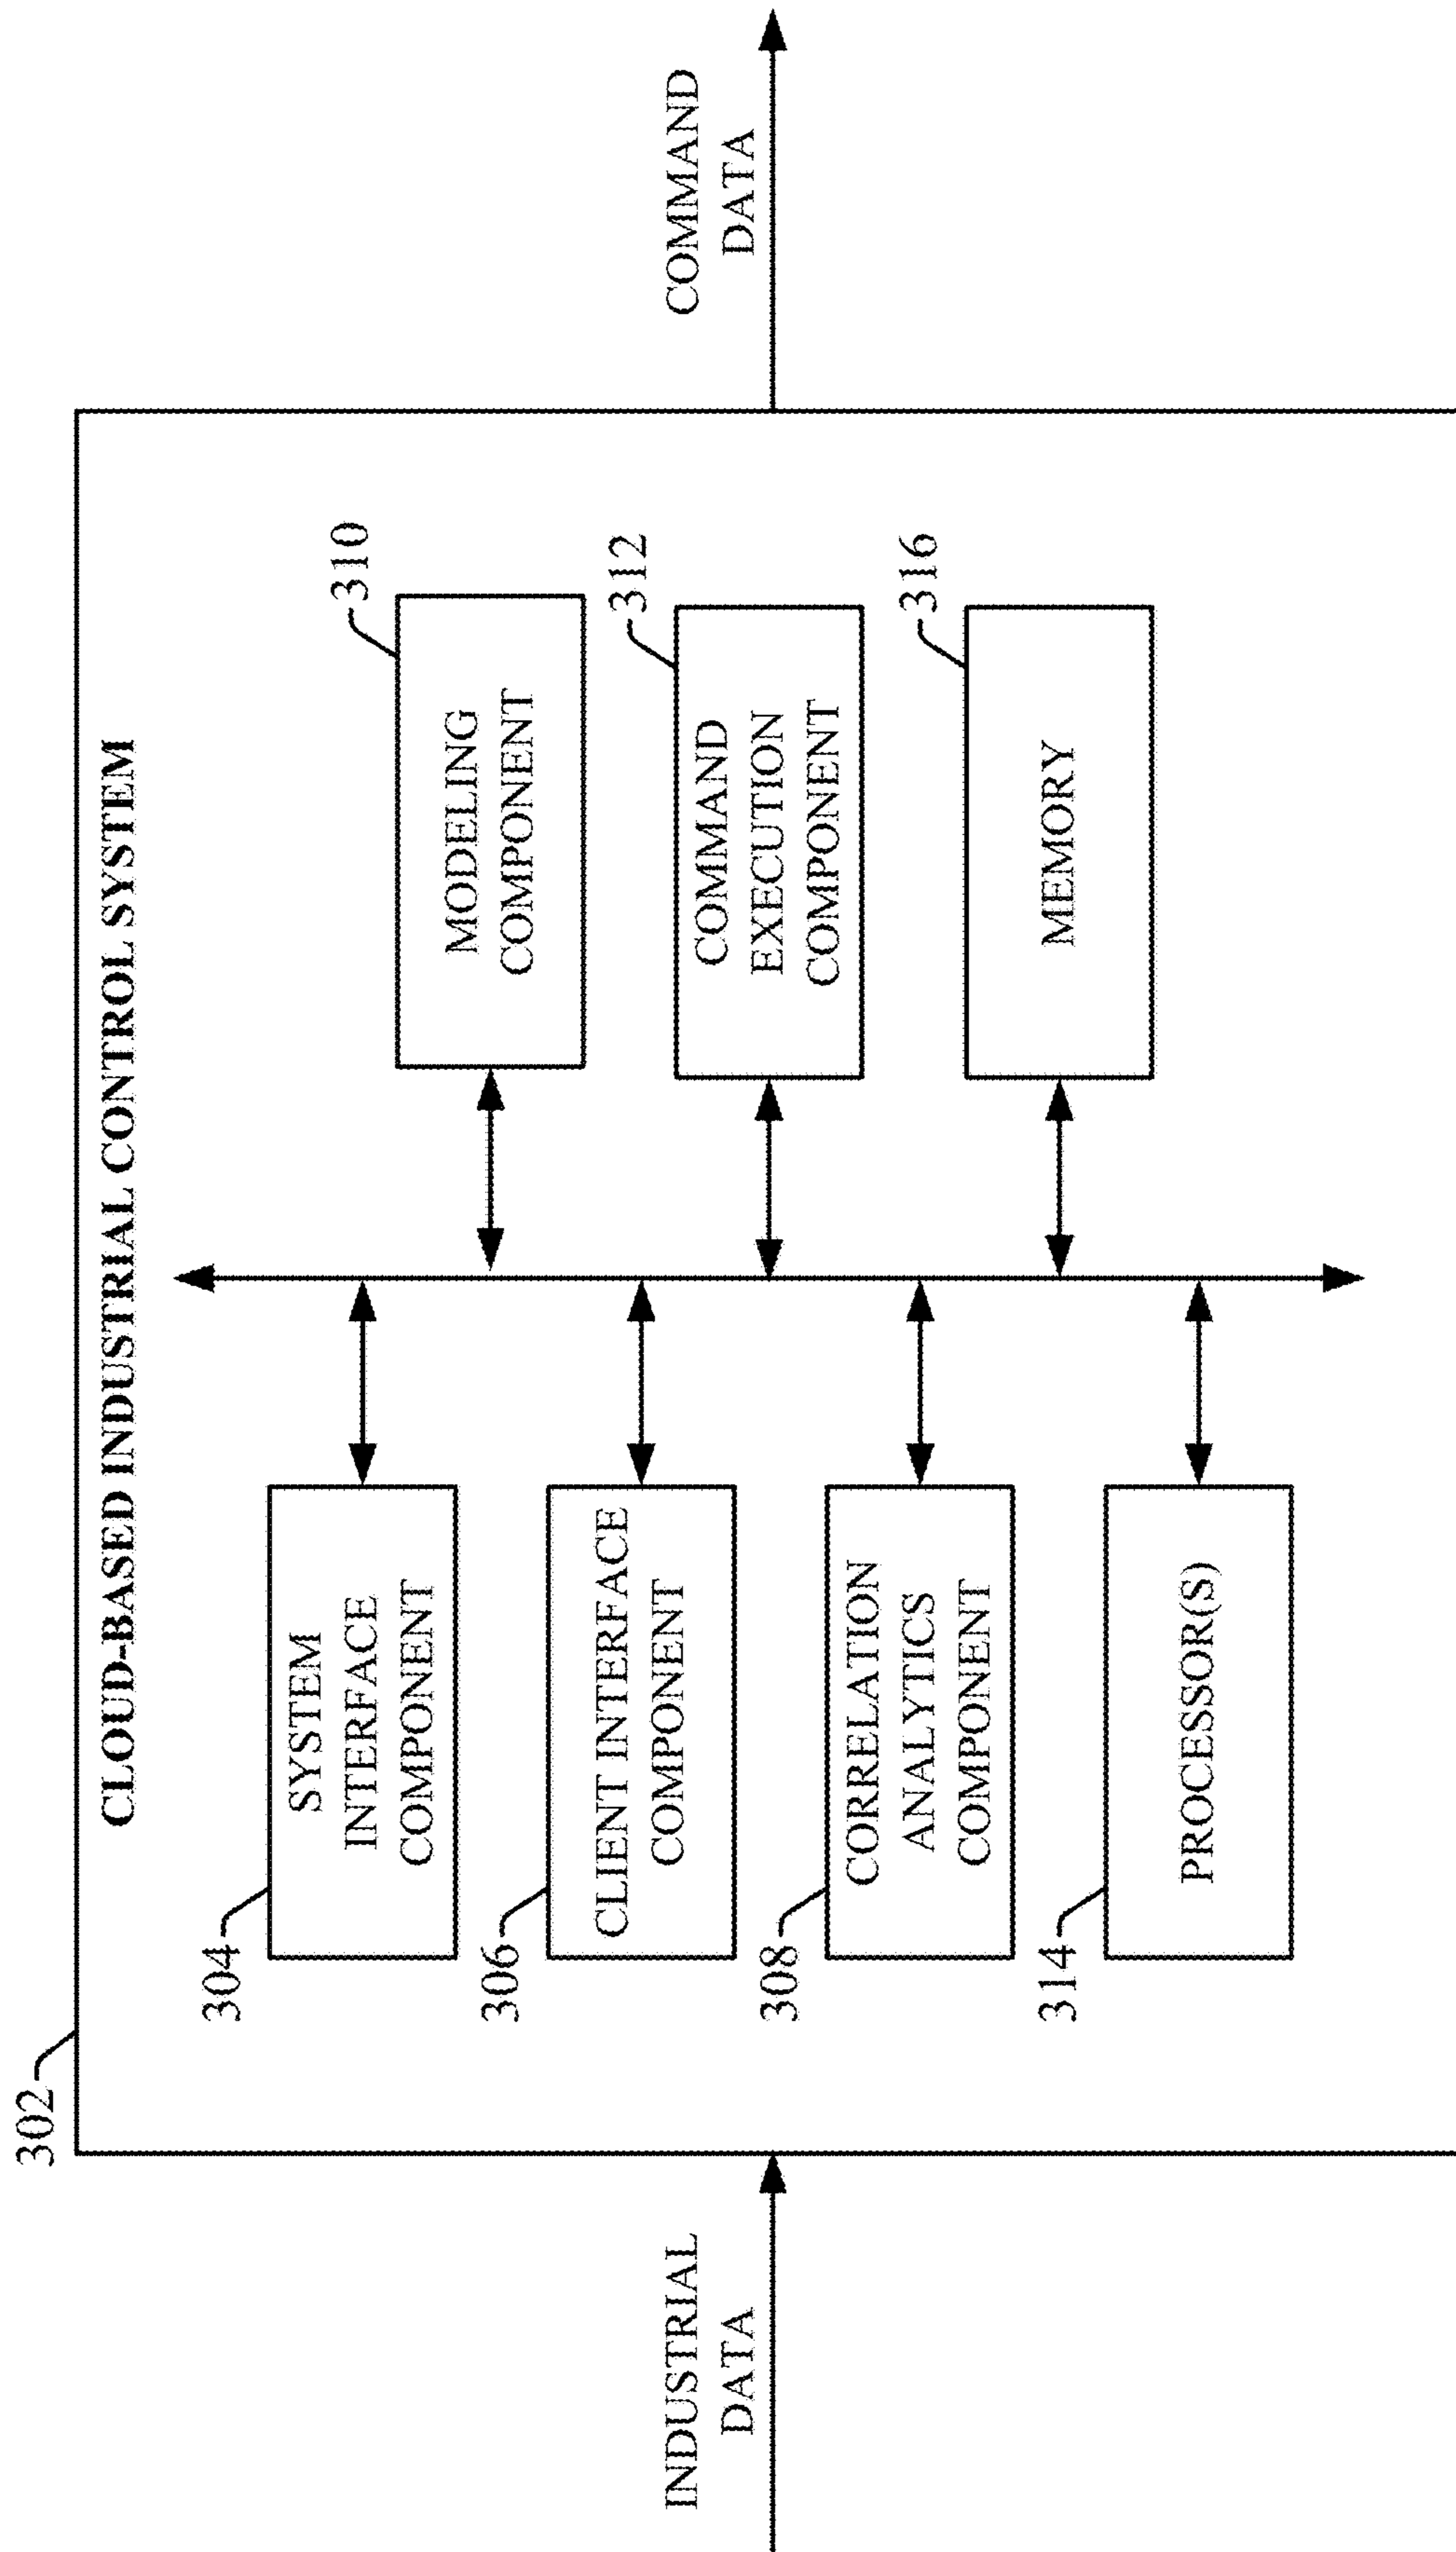 302
CLOUD-BASED INDUSTRIAL CONTROL SYSTEM
304
SYSTEM
INTERFACE
COMPONENT
306
CLIENT INTERFACE
COMPONENT
308
CORRELATION
ANALYTICS
COMPONENT
314
PROCESSOR(S)
310
MODELING
COMPONENT
312
COMMAND
EXECUTION
COMPONENT
316
MEMORY
INDUSTRIAL
DATA
COMMAND
DATA